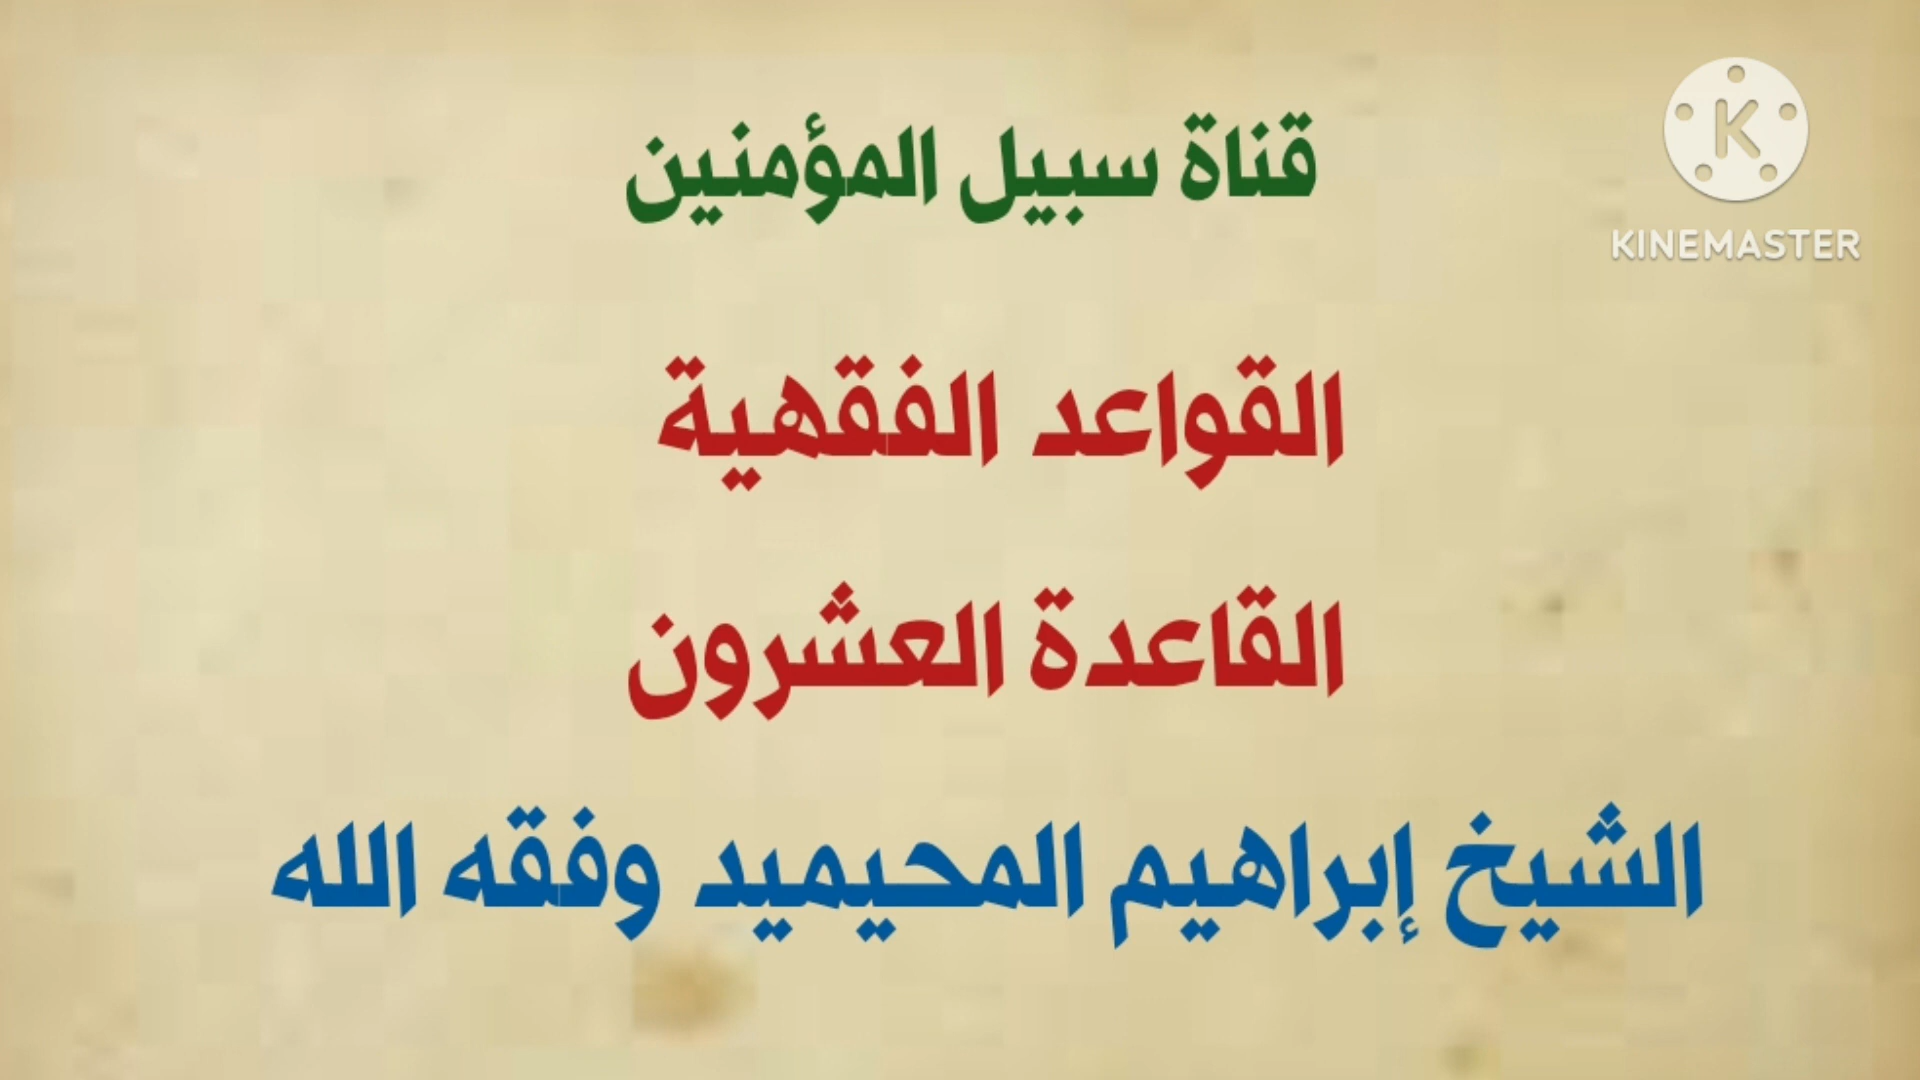 قناة سبيل المؤمنين
KINEMASTER
القواعد الفقهية
القاعدة العشرون
الشيخ إبراهيم المحيميد وفقه الله